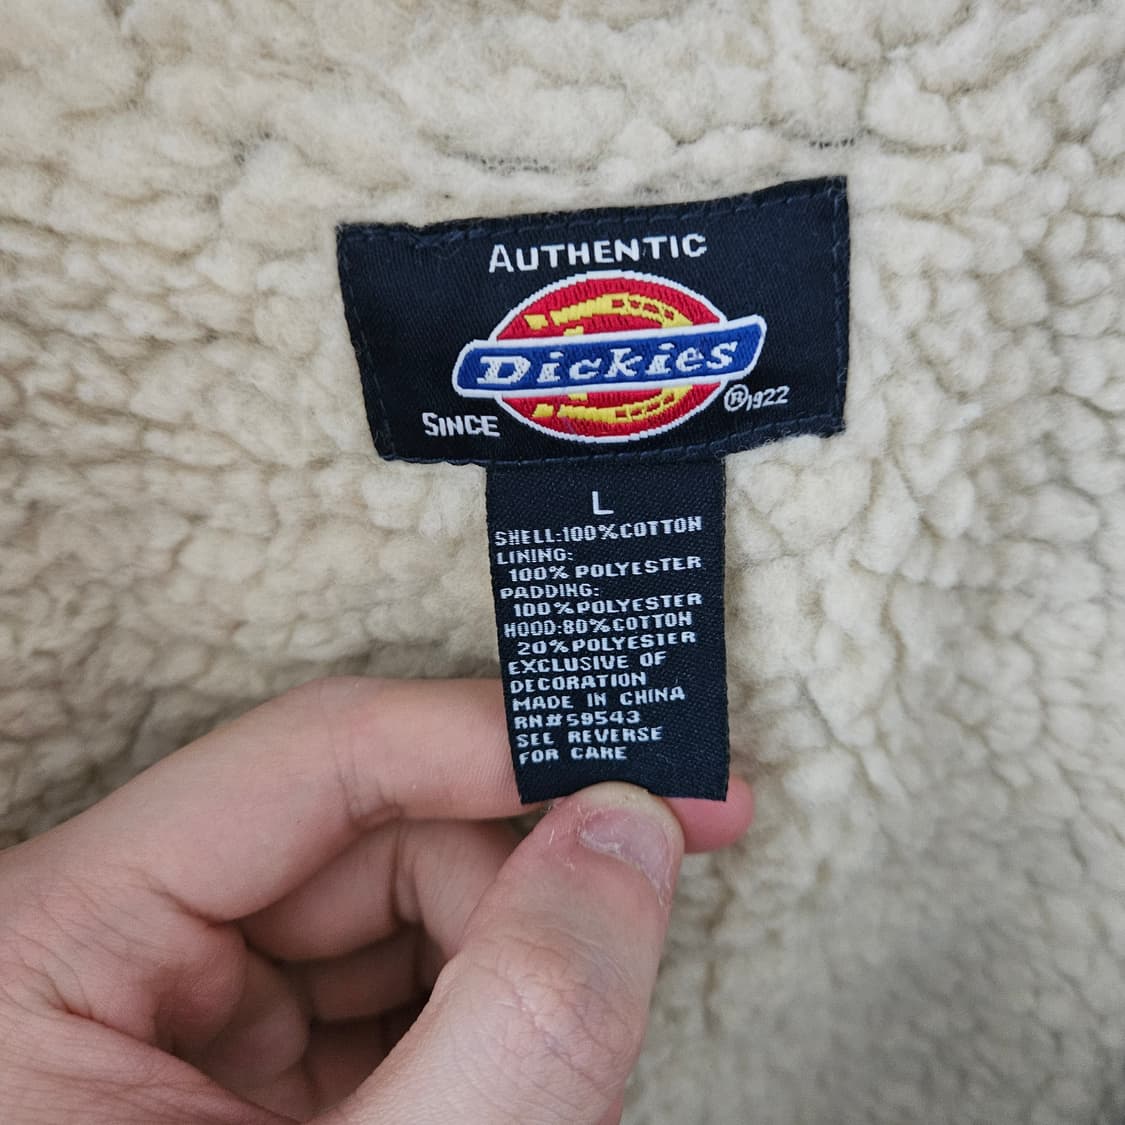 AUTHENTIC
Dickies
SINCE ®1922
L
SHELL:100%COTTON
LINING:
100% POLYESTER
PADDING:
100%POLYESTER
HOOD:80%COTTON
20%POLYESTER
EXCLUSIVE OF
DECORATION
MADE IN CHINA
RN#59543
SEE REVERSE
FOR CARE